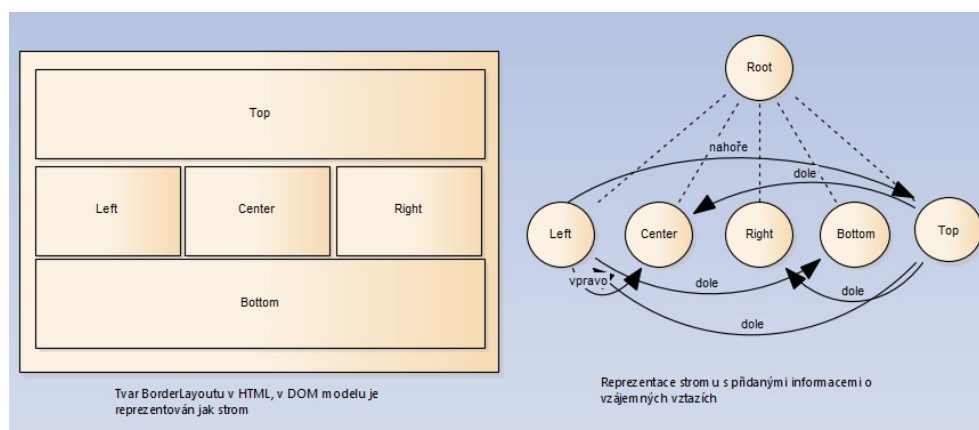 Top
Left
Center
Right
Bottom
Tvar BorderLayoutu v HTML, v DOM modelu je
reprezentován jak strom
Root
nahoře
dole
Left
Center
Right
Bottom
Top
vpravo
dole
dole
dole
Reprezentace strom u s přidanými informacemi o
vzájemných vztazích